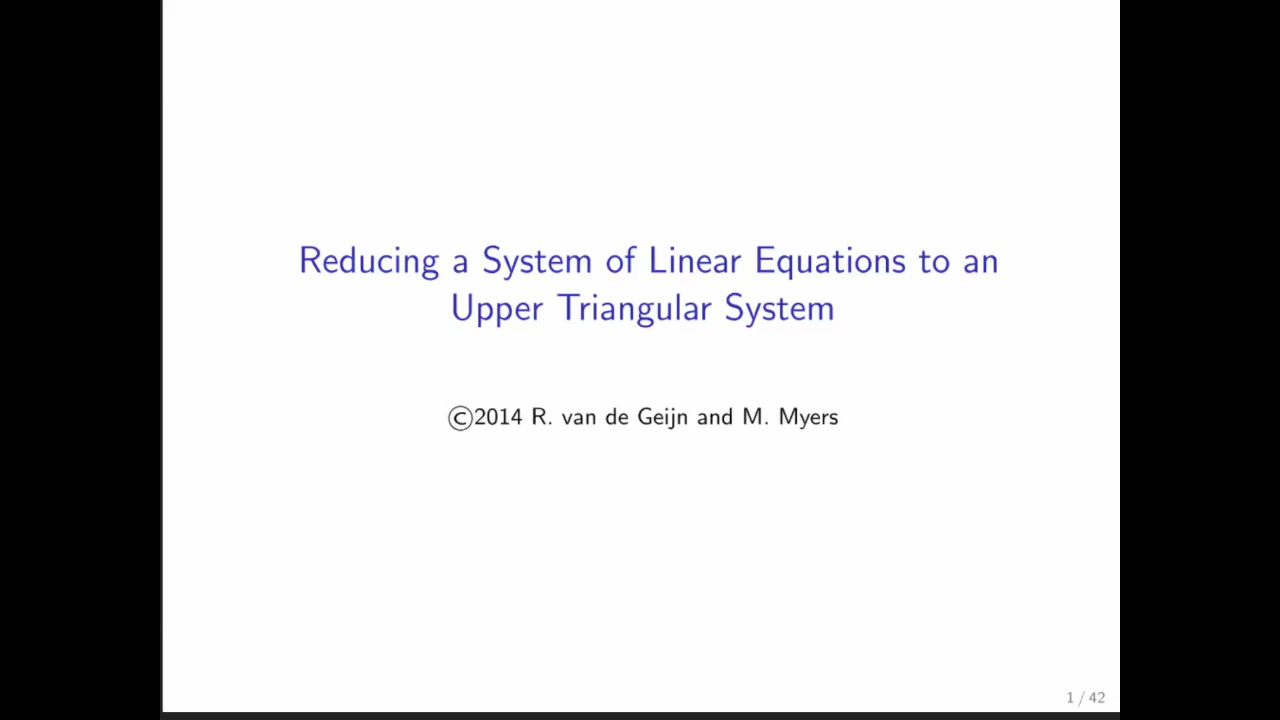 Reducing a System of Linear Equations to an
Upper Triangular System
©2014 R. van de Geijn and M. Myers
1 / 42